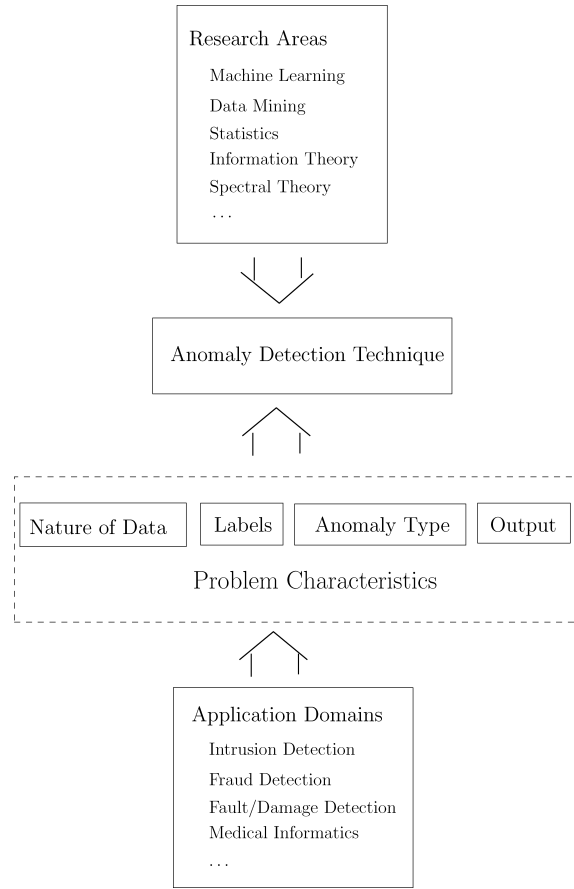 Research Areas
Machine Learning
Data Mining
Statistics
Information Theory
Spectral Theory
...
Anomaly Detection Technique
Nature of Data
Labels
Anomaly Type
Output
Problem Characteristics
Application Domains
Intrusion Detection
Fraud Detection
Fault/Damage Detection
Medical Informatics
...